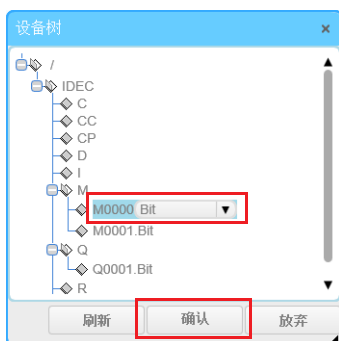 设备树 ×
/
IDEC
C
CC
CP
D
I
M
M0000 Bit ▼
M0001.Bit
Q
Q0001.Bit
R
刷新 确认 放弃